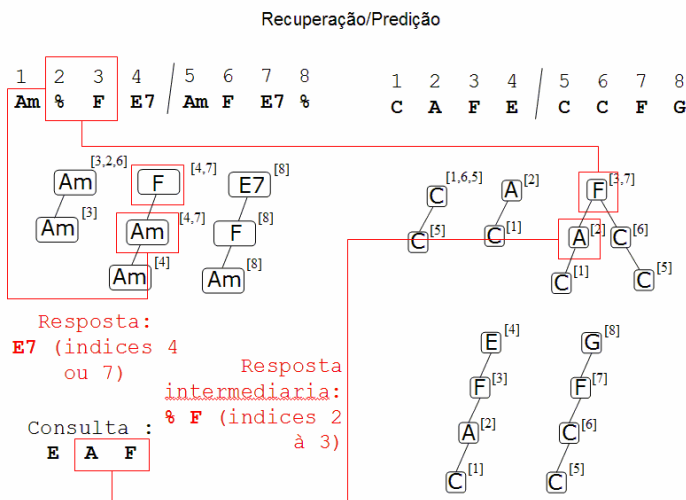 Recuperação/Predição
1 2 3 4 5 6 7 8
Am % F E7 / Am F E7 %
1 2 3 4 5 6 7 8
C A F E / C C F G
Am [3,2,6]
Am [3]
F [4,7]
Am [4,7]
Am [4]
E7 [8]
F [8]
Am [8]
C [1,6,5]
C [5]
A [2]
C [1]
F [3,7]
A [2] C [6]
C [1] C [5]
E [4]
F [3]
A [2]
C [1]
G [8]
F [7]
C [6]
C [5]
Resposta:
E7 (indices 4
ou 7)
Resposta
intermediaria:
% F (indices 2
à 3)
Consulta :
E A F